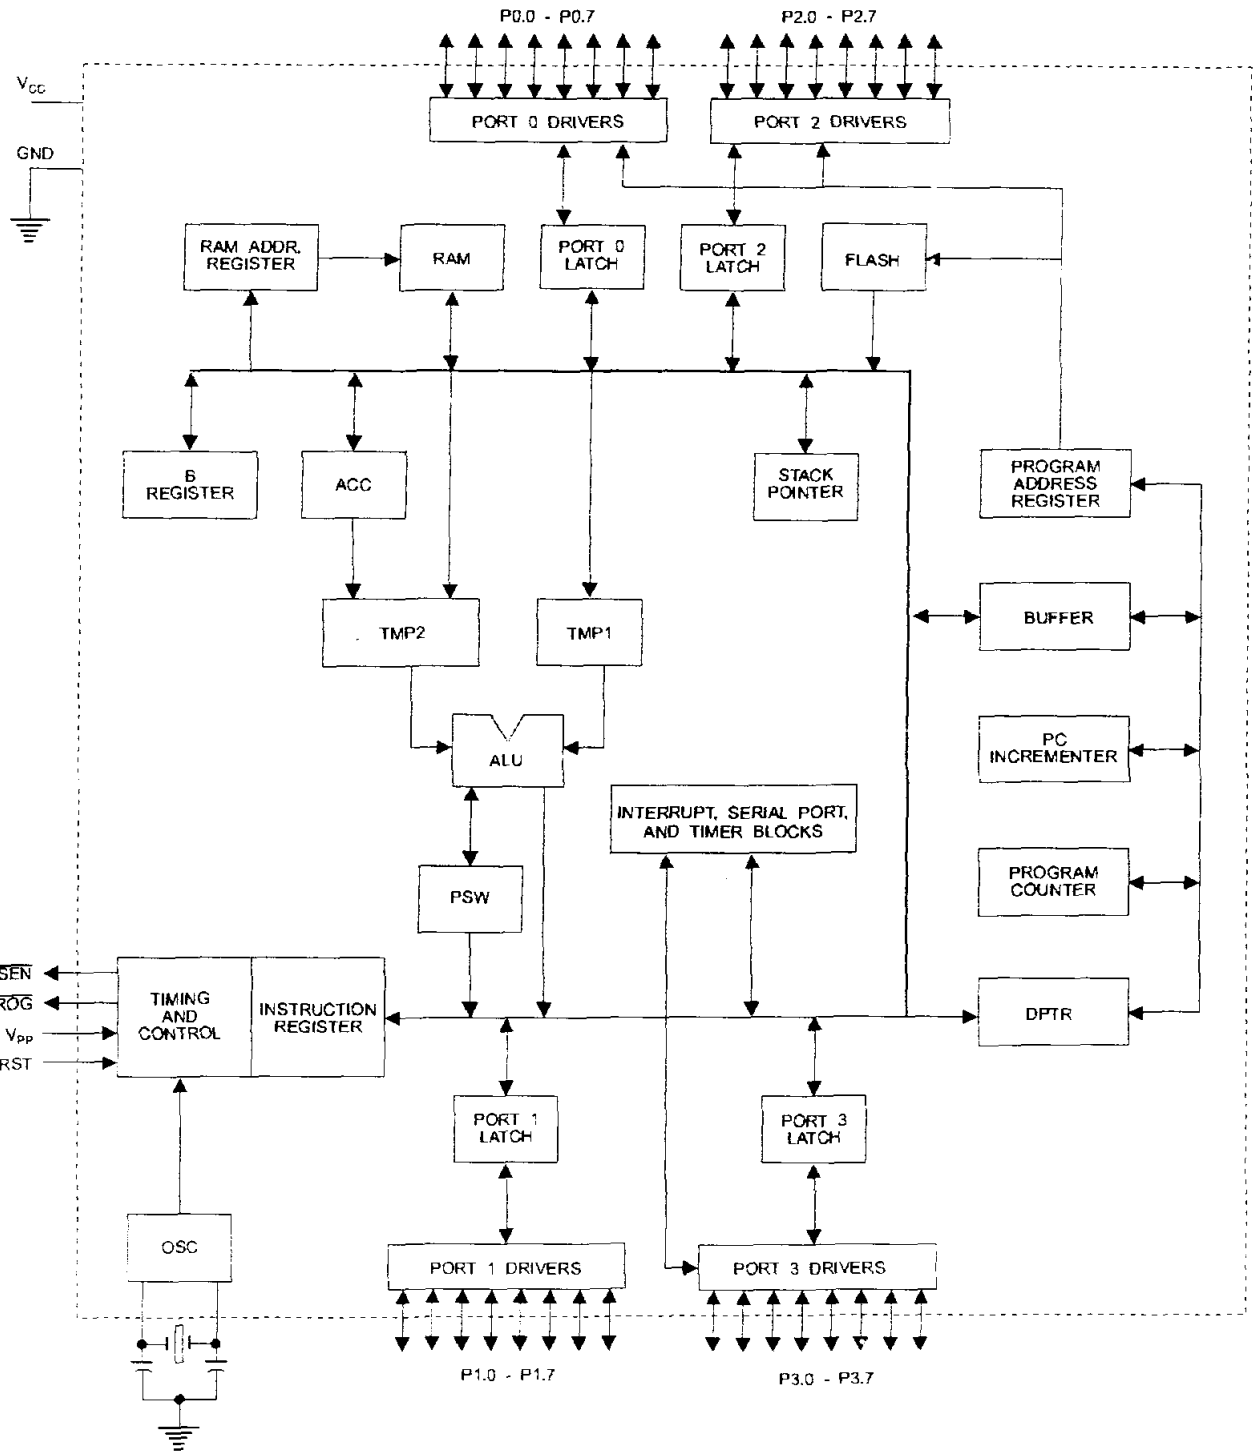 P0.0 - P0.7
P2.0 - P2.7
VCC
GND
PORT 0 DRIVERS
PORT 2 DRIVERS
RAM ADDR.
REGISTER
RAM
PORT 0
LATCH
PORT 2
LATCH
FLASH
B
REGISTER
ACC
STACK
POINTER
PROGRAM
ADDRESS
REGISTER
TMP2
TMP1
BUFFER
ALU
PC
INCREMENTER
INTERRUPT, SERIAL PORT,
AND TIMER BLOCKS
PSW
PROGRAM
COUNTER
SEN
ROG
VPP
RST
TIMING
AND
CONTROL
INSTRUCTION
REGISTER
DPTR
PORT 1
LATCH
PORT 3
LATCH
OSC
PORT 1 DRIVERS
PORT 3 DRIVERS
P1.0 - P1.7
P3.0 - P3.7